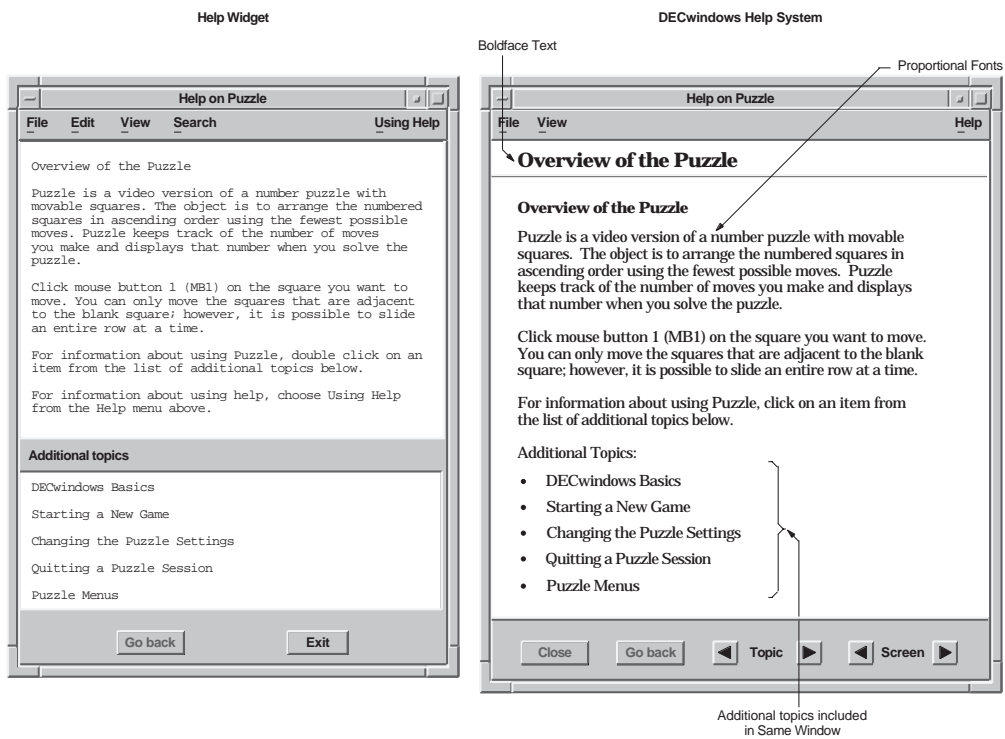 Help Widget
DECwindows Help System
Boldface Text
Proportional Fonts
Help on Puzzle
File Edit View Search Using Help
Overview of the Puzzle
Puzzle is a video version of a number puzzle with
movable squares. The object is to arrange the numbered
squares in ascending order using the fewest possible
moves. Puzzle keeps track of the number of moves
you make and displays that number when you solve the
puzzle.
Click mouse button 1 (MB1) on the square you want to
move. You can only move the squares that are adjacent
to the blank square; however, it is possible to slide
an entire row at a time.
For information about using Puzzle, double click on an
item from the list of additional topics below.
For information about using help, choose Using Help
from the Help menu above.
Additional topics
DECwindows Basics
Starting a New Game
Changing the Puzzle Settings
Quitting a Puzzle Session
Puzzle Menus
Go back Exit
Help on Puzzle
File View Help
Overview of the Puzzle
Overview of the Puzzle
Puzzle is a video version of a number puzzle with movable
squares. The object is to arrange the numbered squares in
ascending order using the fewest possible moves. Puzzle
keeps track of the number of moves you make and displays
that number when you solve the puzzle.
Click mouse button 1 (MB1) on the square you want to move.
You can only move the squares that are adjacent to the blank
square; however, it is possible to slide an entire row at a time.
For information about using Puzzle, click on an item from
the list of additional topics below.
Additional Topics:
• DECwindows Basics
• Starting a New Game
• Changing the Puzzle Settings
• Quitting a Puzzle Session
• Puzzle Menus
Close Go back Topic Screen
Additional topics included
in Same Window